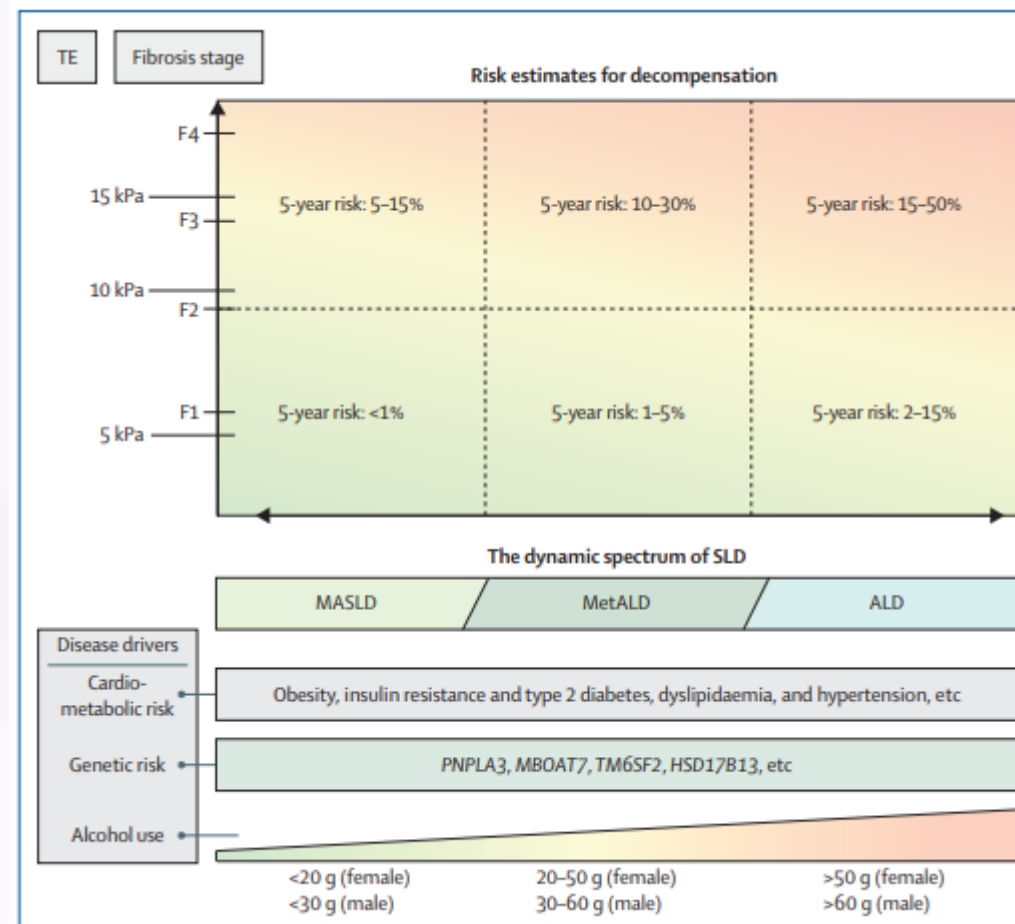 TE
Fibrosis stage
Risk estimates for decompensation
F4
15 kPa
F3
5-year risk: 5–15%
5-year risk: 10–30%
5-year risk: 15–50%
10 kPa
F2
F1
5-year risk: <1%
5-year risk: 1–5%
5-year risk: 2–15%
5 kPa
The dynamic spectrum of SLD
MASLD
MetALD
ALD
Disease drivers
Cardio-
metabolic risk
Obesity, insulin resistance and type 2 diabetes, dyslipidaemia, and hypertension, etc
Genetic risk
PNPLA3, MBOAT7, TM6SF2, HSD17B13, etc
Alcohol use
<20 g (female)
<30 g (male)
20–50 g (female)
30–60 g (male)
>50 g (female)
>60 g (male)